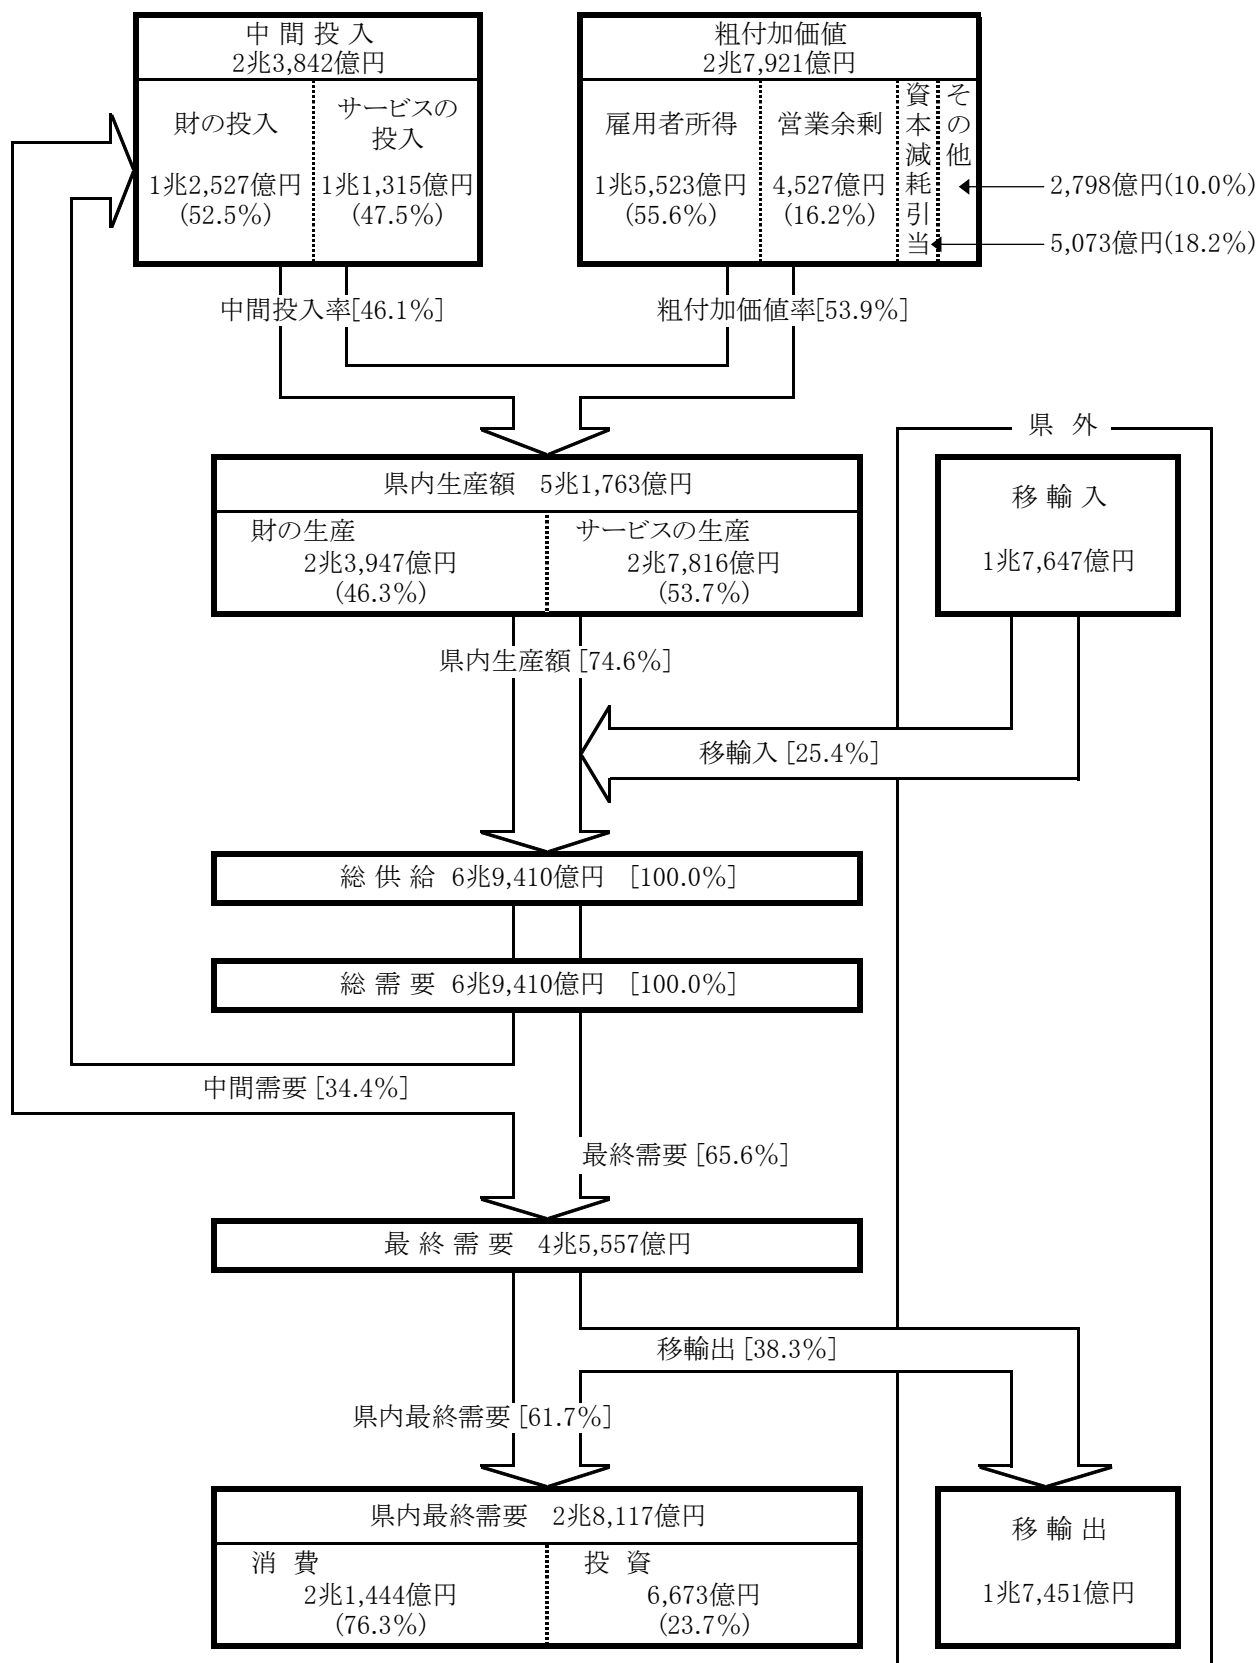 中 間 投 入
2兆3,842億円
財の投入
1兆2,527億円
(52.5%)
サービスの
投入
1兆1,315億円
(47.5%)
粗付加価値
2兆7,921億円
雇用者所得
1兆5,523億円
(55.6%)
営業余剰
4,527億円
(16.2%)
資本減耗引当
その他
2,798億円(10.0%)
5,073億円(18.2%)
中間投入率[46.1%]
粗付加価値率[53.9%]
県 外
県内生産額 5兆1,763億円
財の生産
2兆3,947億円
(46.3%)
サービスの生産
2兆7,816億円
(53.7%)
移 輸 入
1兆7,647億円
県内生産額 [74.6%]
移輸入 [25.4%]
総 供 給 6兆9,410億円 [100.0%]
総 需 要 6兆9,410億円 [100.0%]
中間需要 [34.4%]
最終需要 [65.6%]
最 終 需 要 4兆5,557億円
移輸出 [38.3%]
県内最終需要 [61.7%]
県内最終需要 2兆8,117億円
消 費
2兆1,444億円
(76.3%)
投 資
6,673億円
(23.7%)
移 輸 出
1兆7,451億円